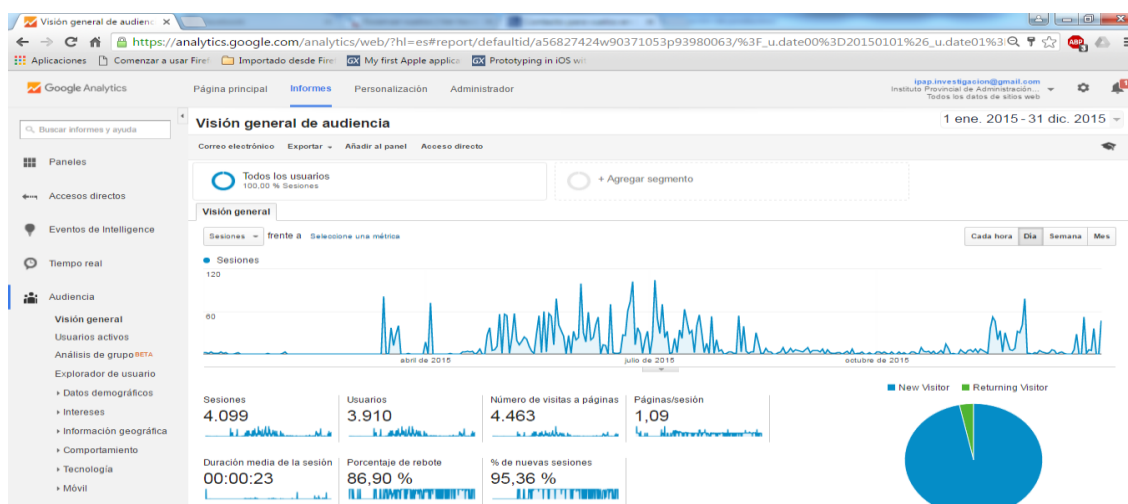 Visión general de audienc
https://analytics.google.com/analytics/web/?hl=es#report/defaultid/a56827424w90371053p93980063/%3F_u.date00%3D20150101%26_u.date01%3
Aplicaciones Comenzar a usar Firef Importado desde Fire My first Apple applica Prototyping in iOS wit
Google Analytics
Página principal Informes Personalización Administrador
ipap.investigacion@gmail.com
Instituto Provincial de Administración...
Todos los datos de sitios web
1
Buscar informes y ayuda
Visión general de audiencia
1 ene. 2015 - 31 dic. 2015
Correo electrónico Exportar Añadir al panel Acceso directo
Paneles
Accesos directos
Eventos de Intelligence
Tiempo real
Audiencia
Visión general
Usuarios activos
Análisis de grupo BETA
Explorador de usuario
Datos demográficos
Intereses
Información geográfica
Comportamiento
Tecnología
Móvil
Todos los usuarios
100.00 % Sesiones
+ Agregar segmento
Visión general
Sesiones frente a Seleccione una métrica
Cada hora Día Semana Mes
Sesiones
120
60
abril de 2015 julio de 2015 octubre de 2015
New Visitor Returning Visitor
Sesiones
4.099
Usuarios
3.910
Número de visitas a páginas
4.463
Páginas/sesión
1,09
Duración media de la sesión
00:00:23
Porcentaje de rebote
86,90 %
% de nuevas sesiones
95,36 %